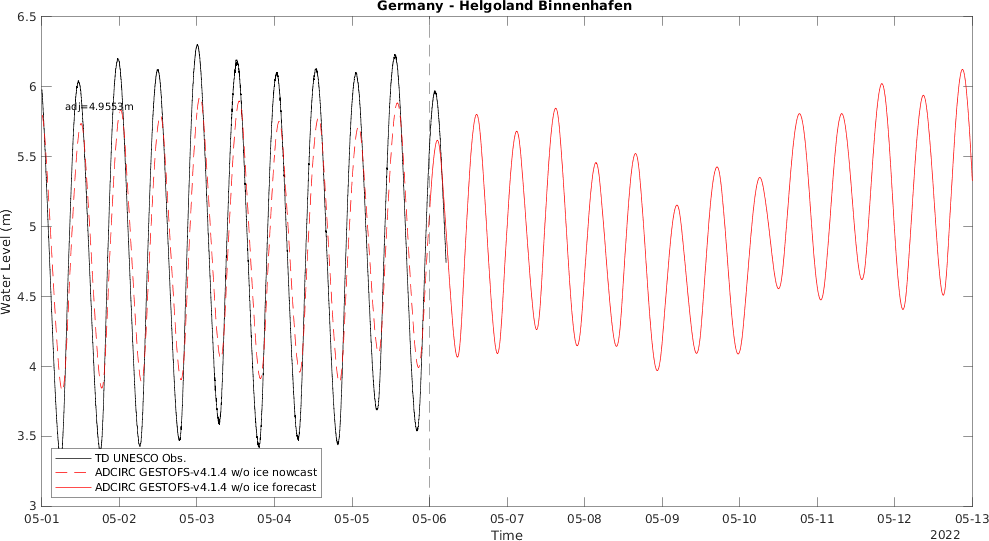 Germany - Helgoland Binnenhafen
6.5
6
5.5
5
4.5
4
3.5
3
Water Level (m)
adj=4.9553m
TD UNESCO Obs.
ADCIRC GESTOFS-v4.1.4 w/o ice nowcast
ADCIRC GESTOFS-v4.1.4 w/o ice forecast
05-01 05-02 05-03 05-04 05-05 05-06 05-07 05-08 05-09 05-10 05-11 05-12 05-13
Time
2022